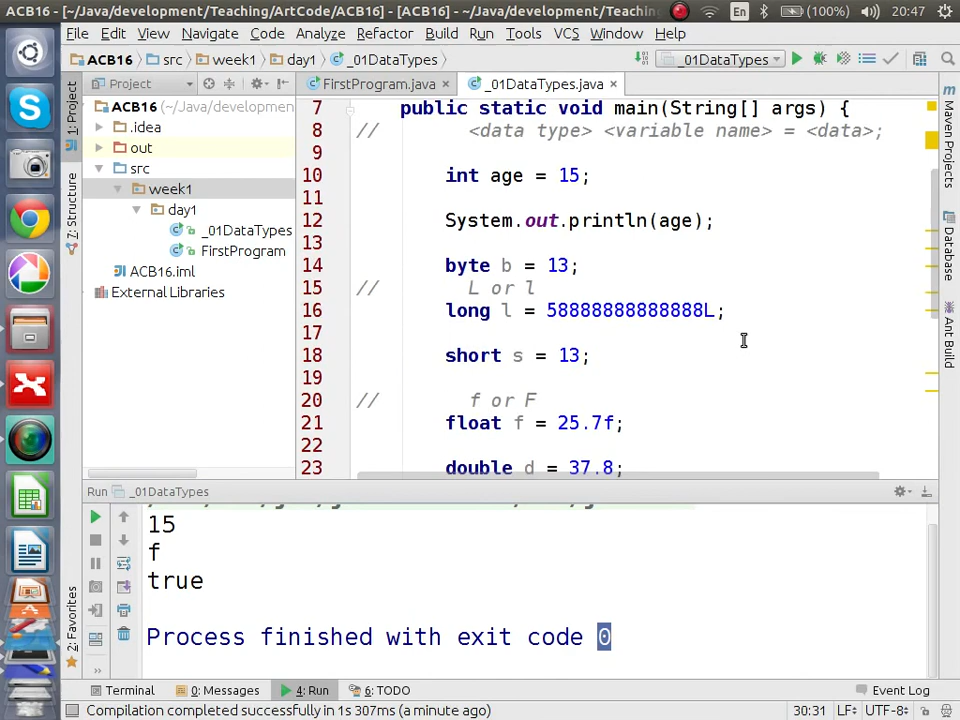 ACB16 - [~/Java/development/Teaching/ArtCode/ACB16] - [ACB16] - ~/Java/development/Teachin
En (100%) 20:47
File Edit View Navigate Code Analyze Refactor Build Run Tools VCS Window Help
ACB16 src week1 day1 _01DataTypes _01DataTypes
Project FirstProgram.java _01DataTypes.java
1: Project
7: Structure
2: Favorites
ACB16 (~/Java/developmen
.idea
out
src
week1
day1
_01DataTypes
FirstProgram
ACB16.iml
External Libraries
7 public static void main(String[] args) {
8 // <data type> <variable name> = <data>;
9
10 int age = 15;
11
12 System.out.println(age);
13
14 byte b = 13;
15 // L or l
16 long l = 58888888888888L;
17
18 short s = 13;
19
20 // f or F
21 float f = 25.7f;
22
23 double d = 37.8;
Maven Projects
Database
Ant Build
Run _01DataTypes
15
f
true
Process finished with exit code 0
Terminal 0: Messages 4: Run 6: TODO Event Log
Compilation completed successfully in 1s 307ms (a minute ago) 30:31 LF UTF-8